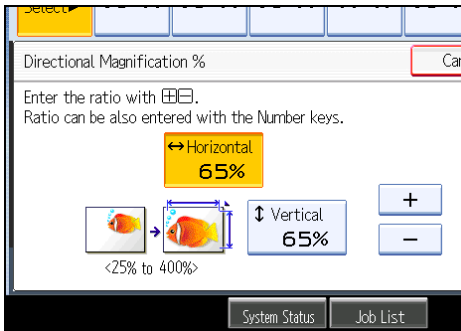 Select►
Directional Magnification %
Enter the ratio with ⊞⊟.
Ratio can be also entered with the Number keys.
↔Horizontal
65%
↕ Vertical
65%
+
−
<25% to 400%>
System Status
Job List